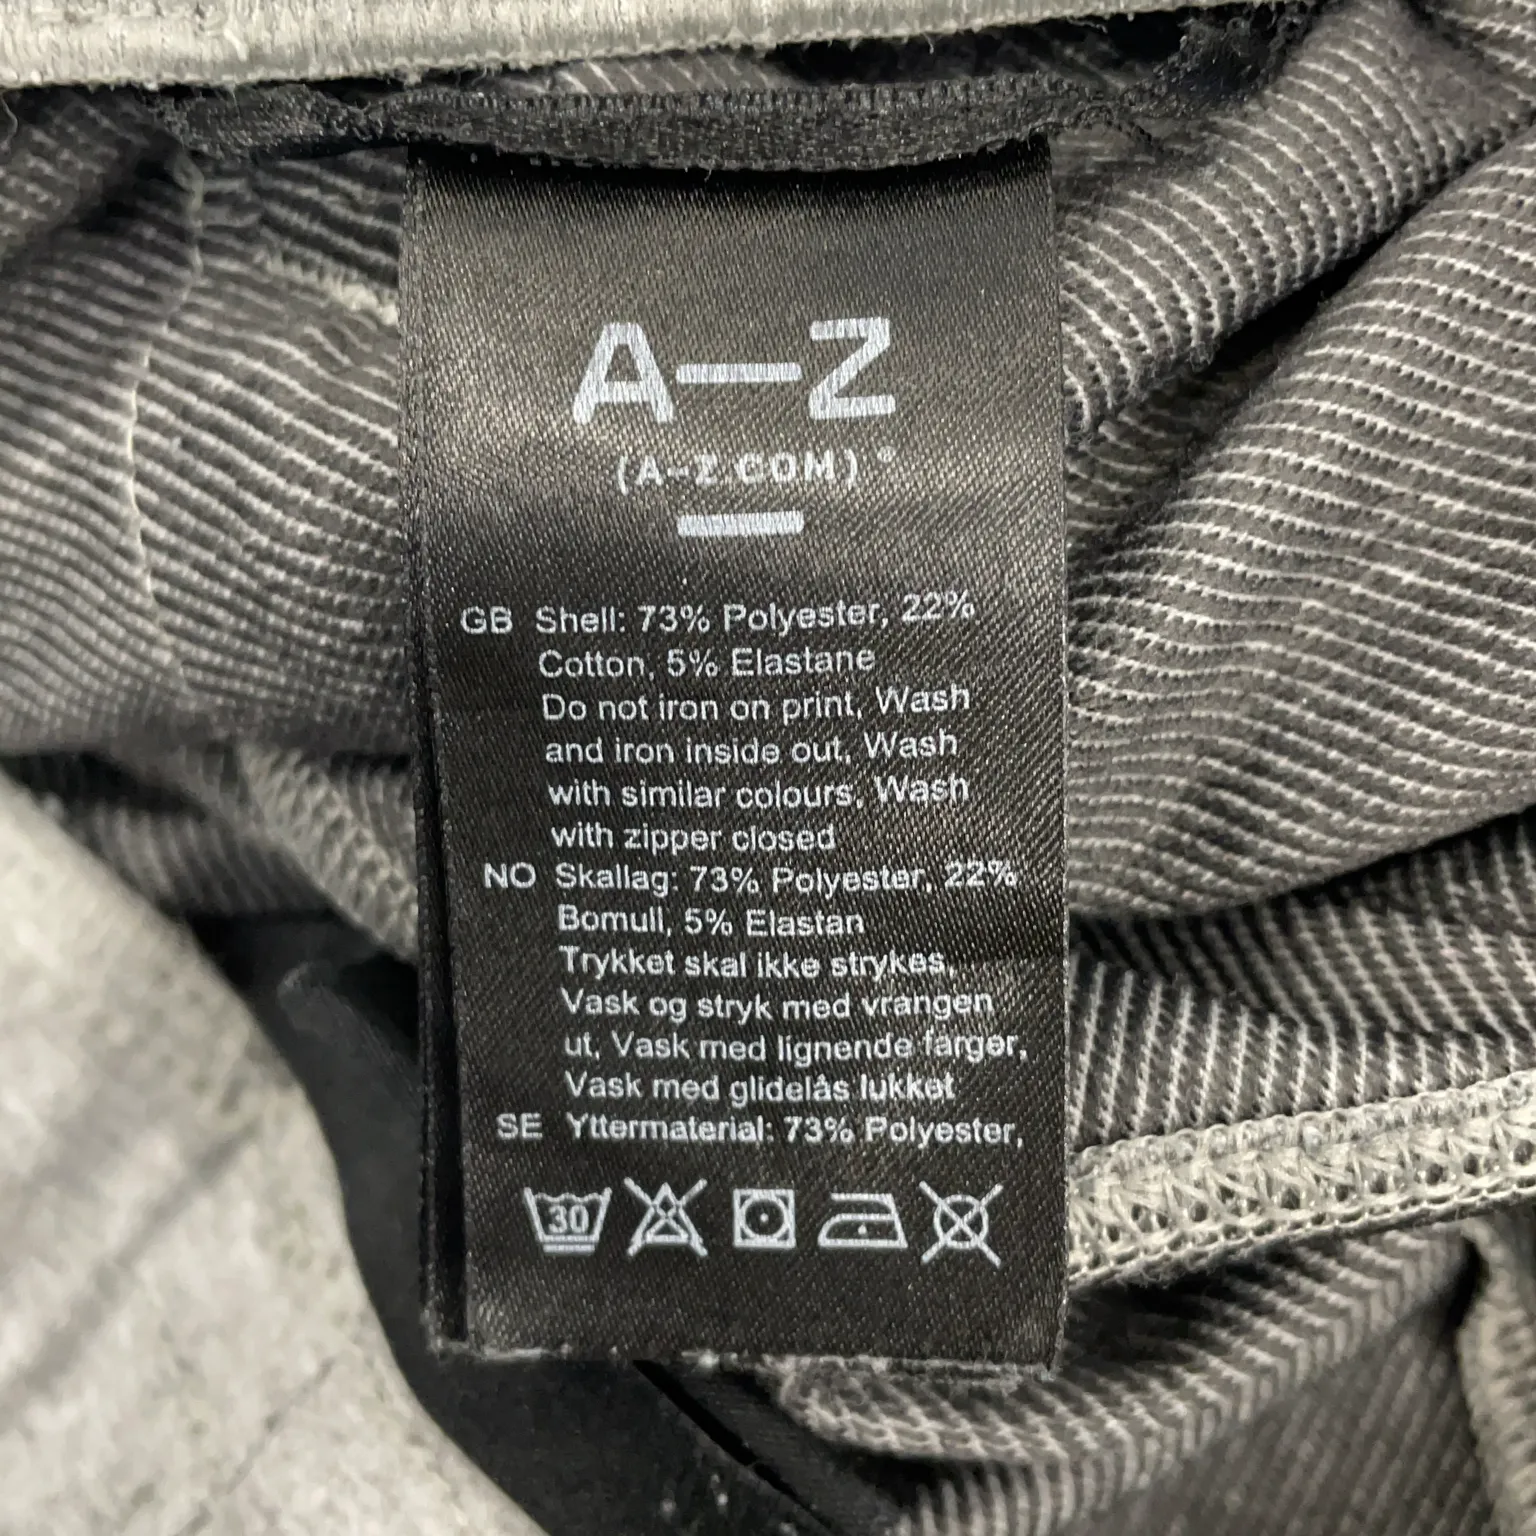 A—Z
(A-Z.COM)®
GB Shell: 73% Polyester, 22%
Cotton, 5% Elastane
Do not iron on print, Wash
and iron inside out, Wash
with similar colours, Wash
with zipper closed
NO Skallag: 73% Polyester, 22%
Bomull, 5% Elastan
Trykket skal ikke strykes,
Vask og stryk med vrangen
ut, Vask med lignende farger,
Vask med glidelås lukket
SE Yttermaterial: 73% Polyester,
30